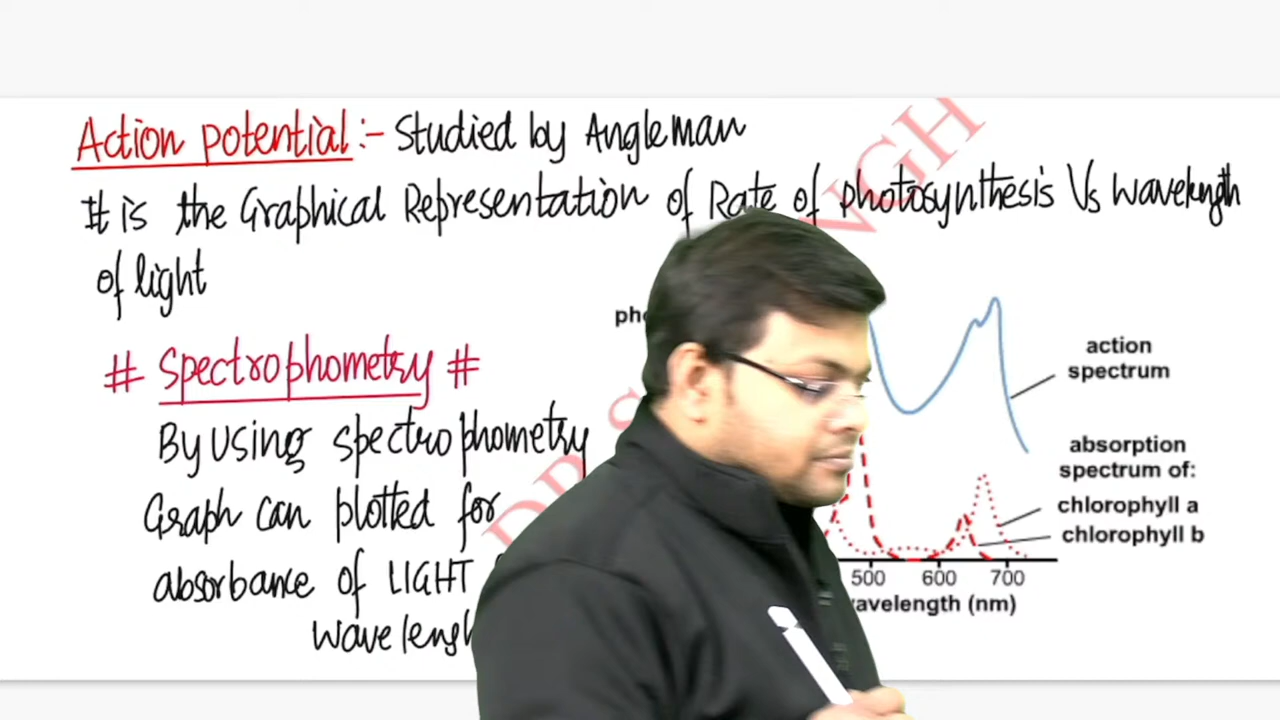 Action potential :- Studied by Angleman
It is the Graphical Representation of Rate of photosynthesis Vs wavelength
of light
# Spectrophometry #
By using spectrophometry
Graph can plotted for
absorbance of LIGHT
action
spectrum
absorption
spectrum of:
chlorophyll a
chlorophyll b
500 600 700
(nm)